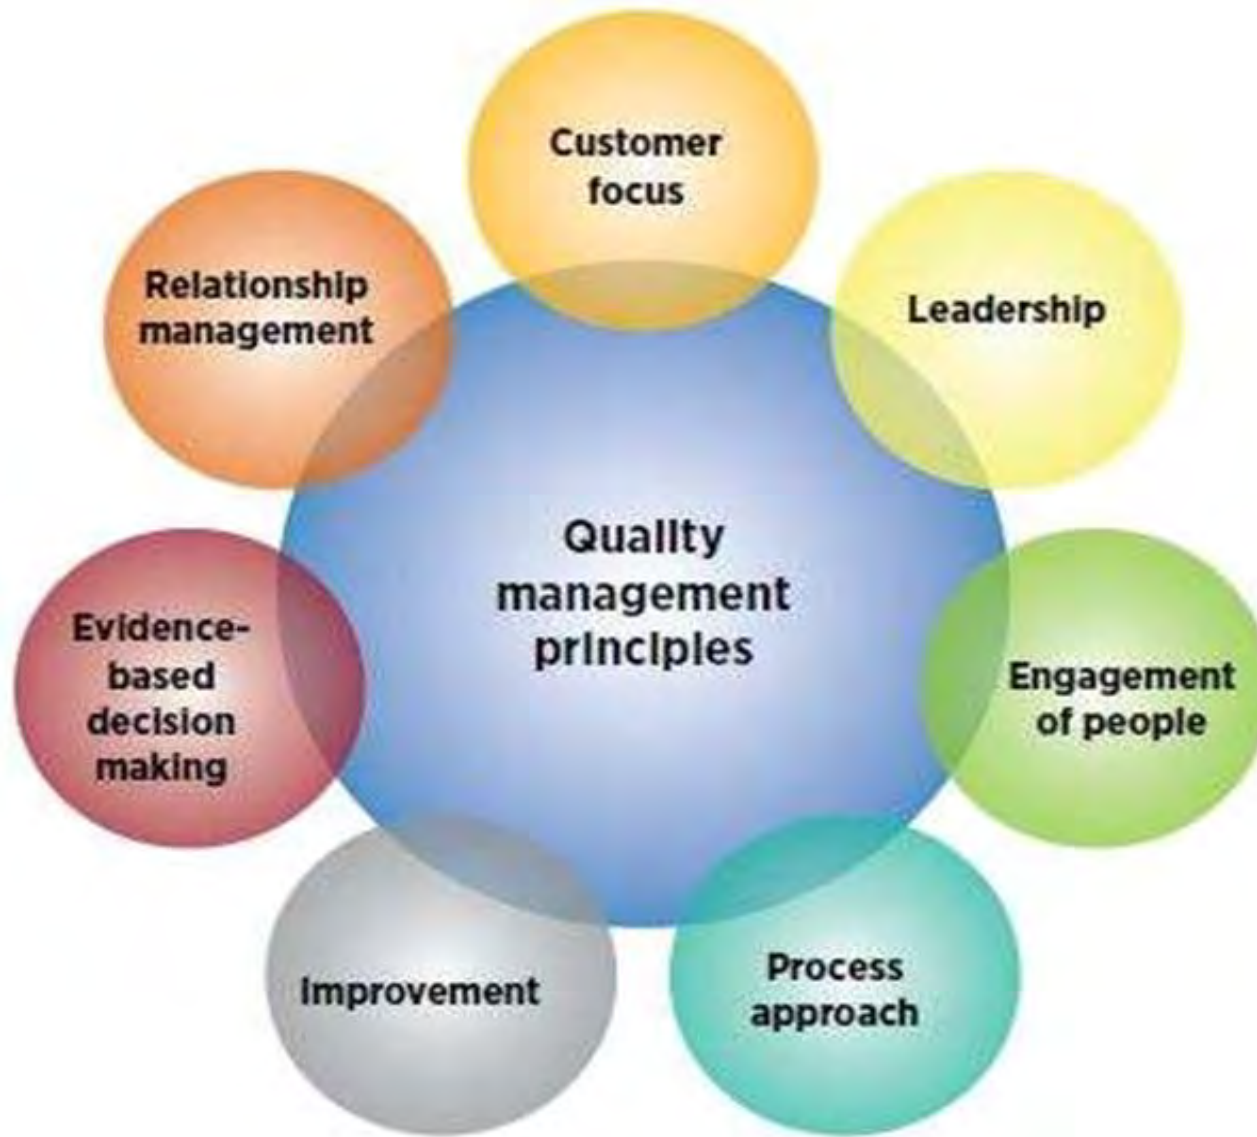 Customer
focus
Leadership
Engagement
of people
Process
approach
Improvement
Evidence-
based
decision
making
Relationship
management
Quality
management
principles